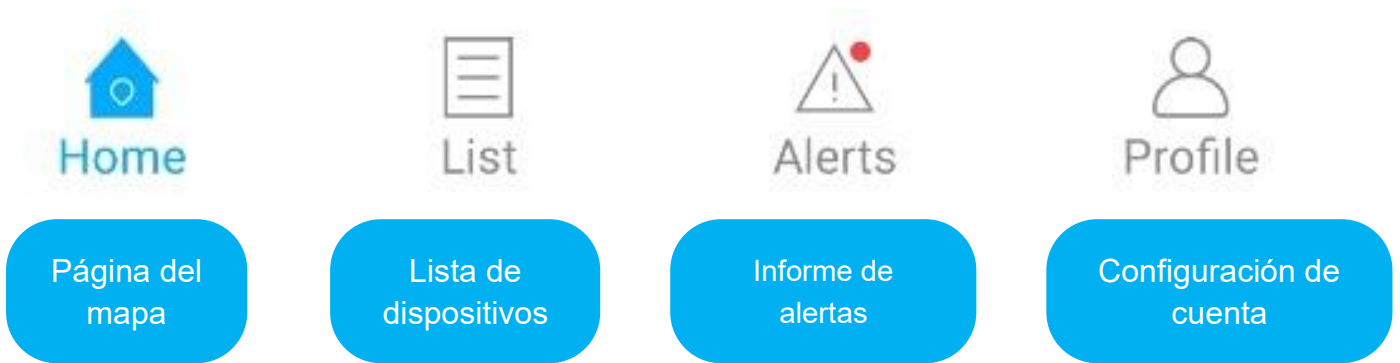 Home
List
Alerts
Profile
Página del
mapa
Lista de
dispositivos
Informe de
alertas
Configuración de
cuenta